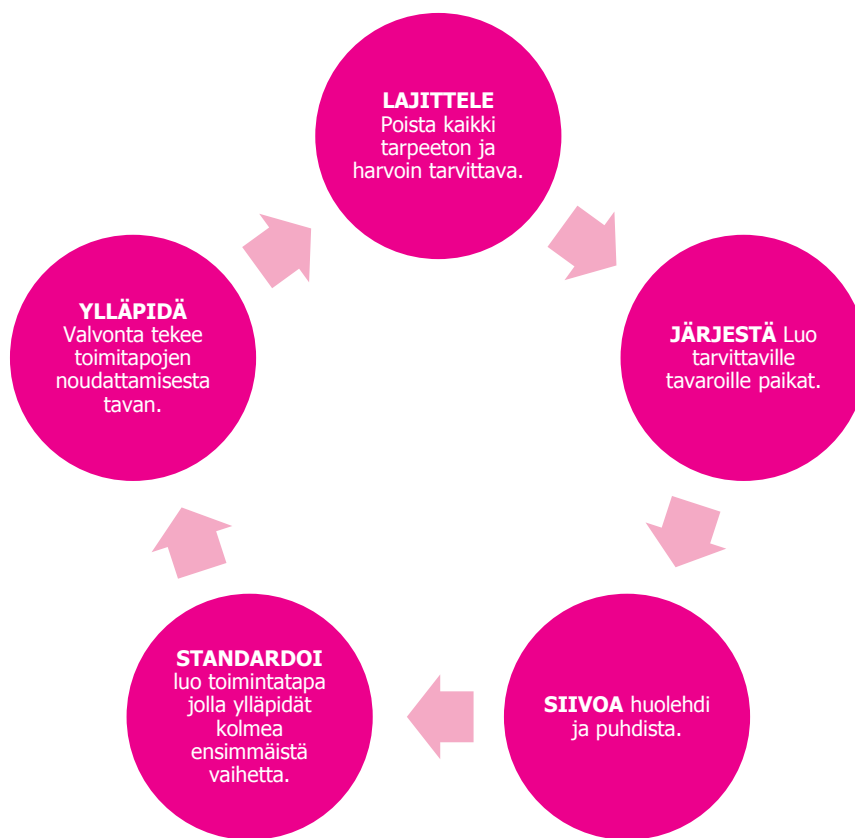 LAJITTELE
Poista kaikki
tarpeeton ja
harvoin tarvittava.
JÄRJESTÄ Luo
tarvittaville
tavaroille paikat.
SIIVOA huolehdi
ja puhdista.
STANDARDOI
luo toimintatapa
jolla ylläpidät
kolmea
ensimmäistä
vaihetta.
YLLÄPIDÄ
Valvonta tekee
toimitapojen
noudattamisesta
tavan.